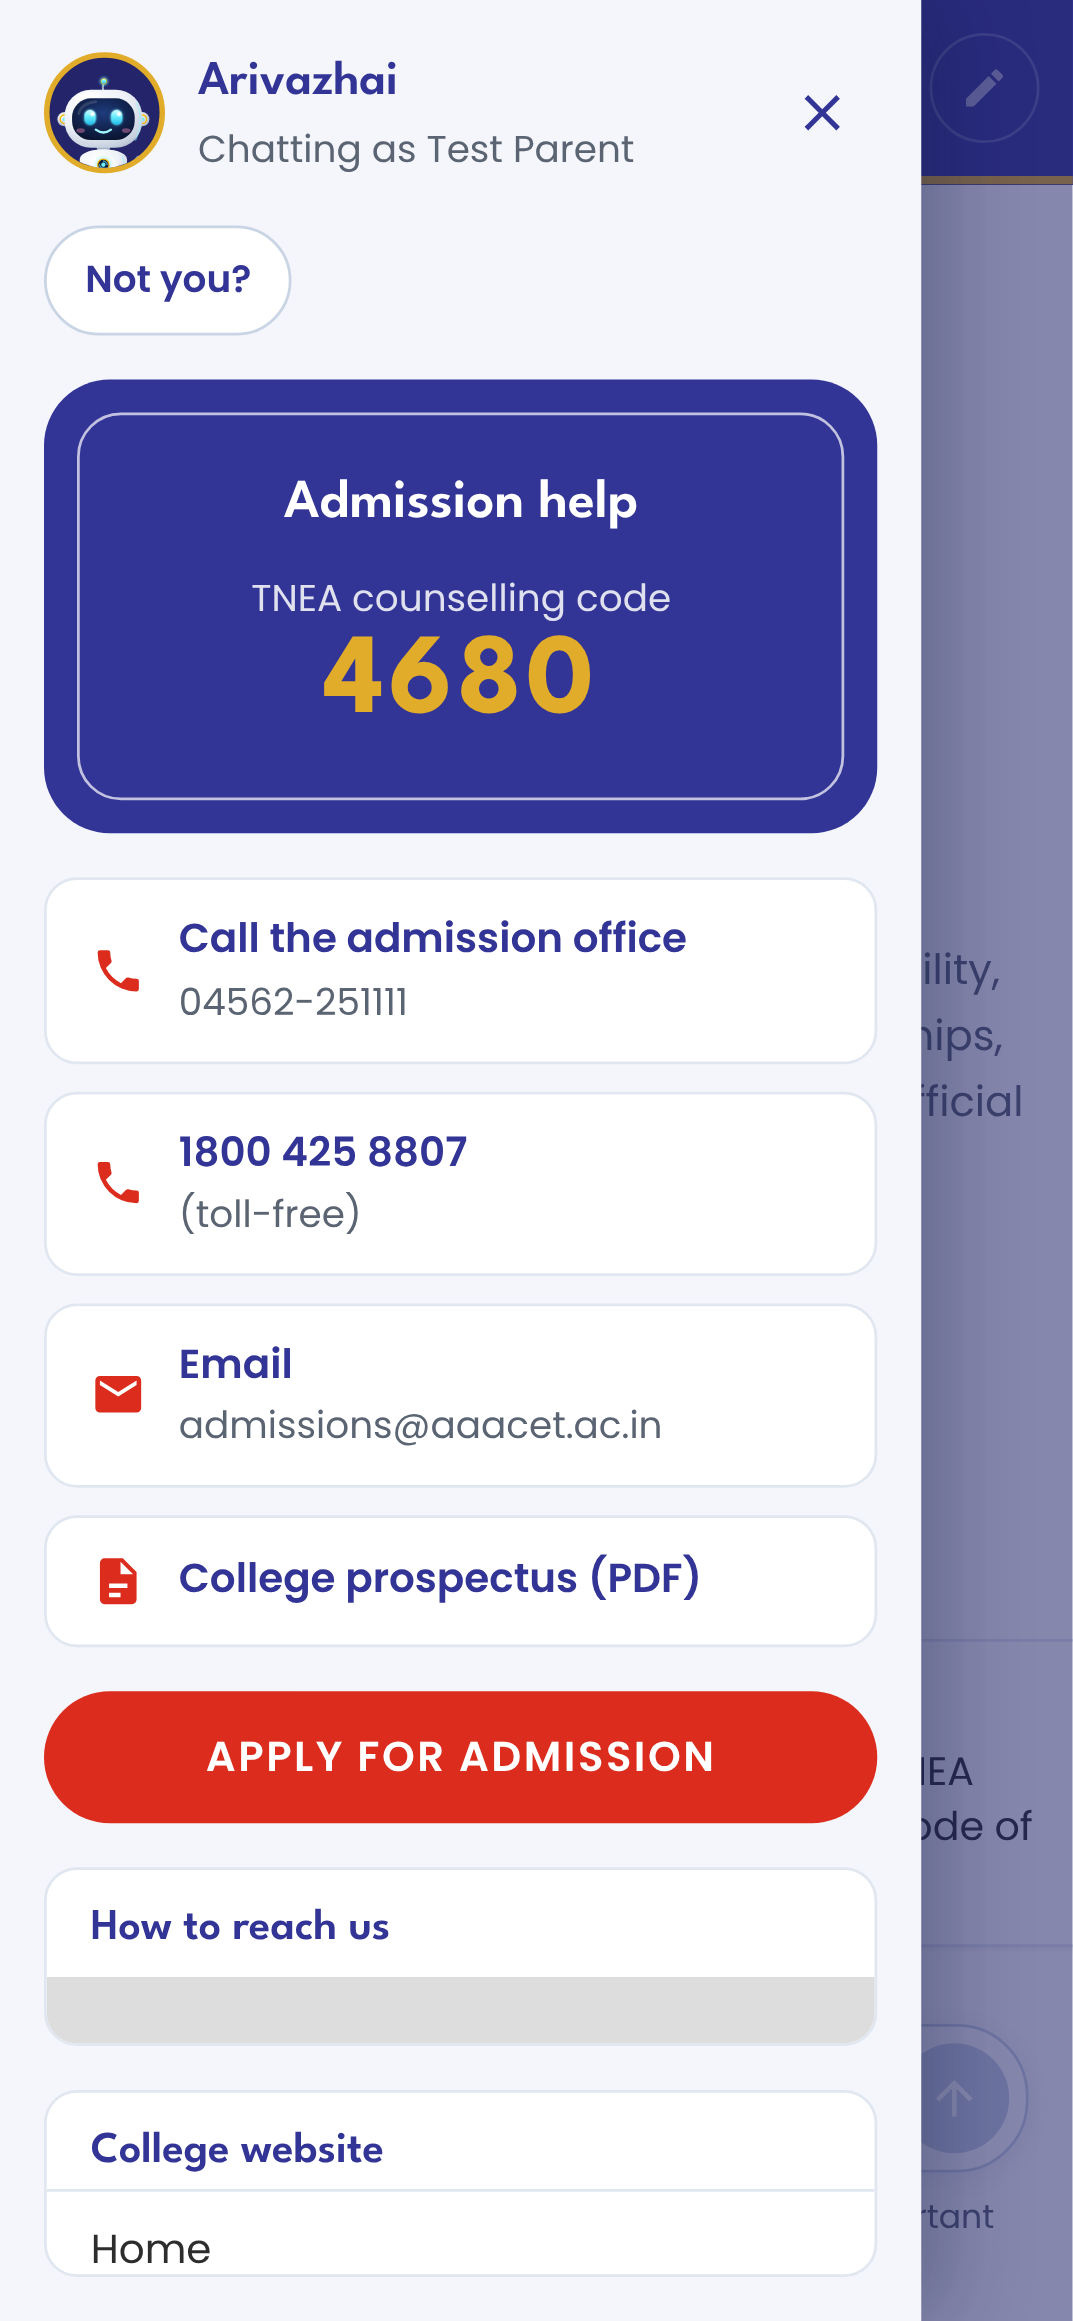 Arivazhai
Chatting as Test Parent
Not you?
Admission help
TNEA counselling code
4680
Call the admission office
04562-251111
1800 425 8807
(toll-free)
Email
admissions@aaacet.ac.in
College prospectus (PDF)
APPLY FOR ADMISSION
How to reach us
College website
Home
of